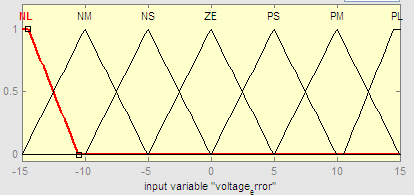 NL NM NS ZE PS PM PL
1
0.5
0
-15 -10 -5 0 5 10 15
input variable "voltage_error"